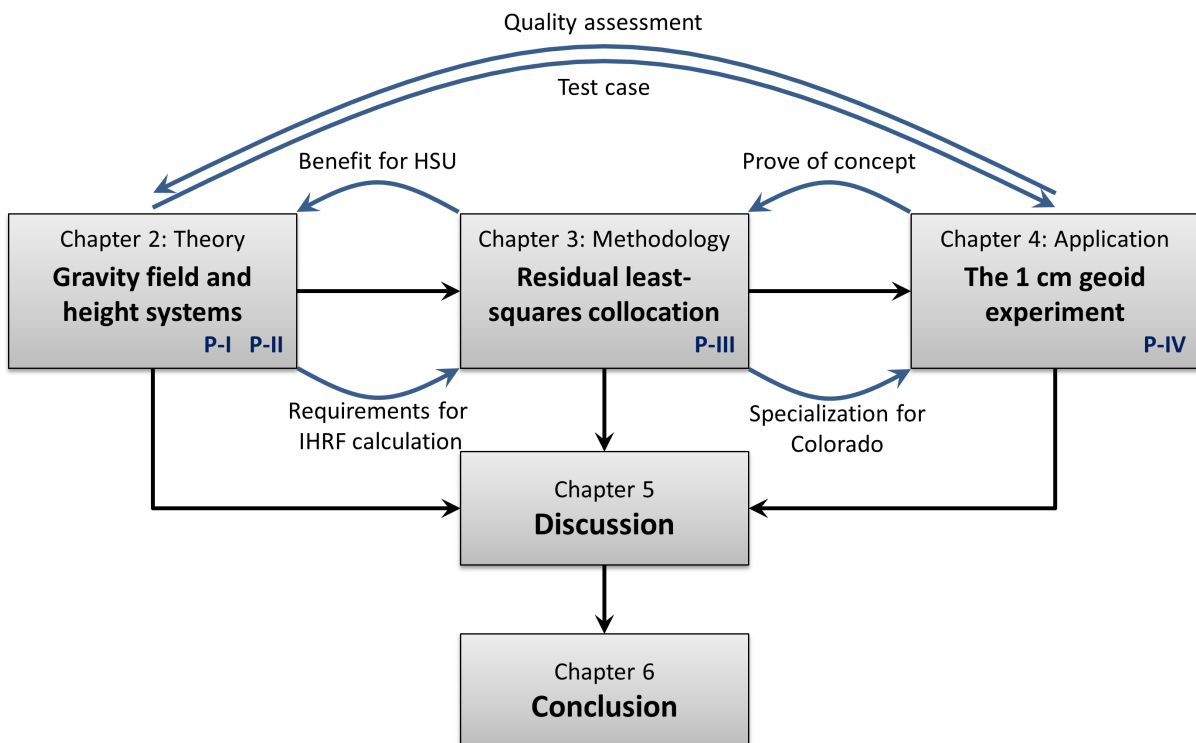 Quality assessment
Test case
Benefit for HSU
Prove of concept
Chapter 2: Theory
Gravity field and
height systems
P-I P-II
Chapter 3: Methodology
Residual least-
squares collocation
P-III
Chapter 4: Application
The 1 cm geoid
experiment
P-IV
Requirements for
IHRF calculation
Specialization for
Colorado
Chapter 5
Discussion
Chapter 6
Conclusion